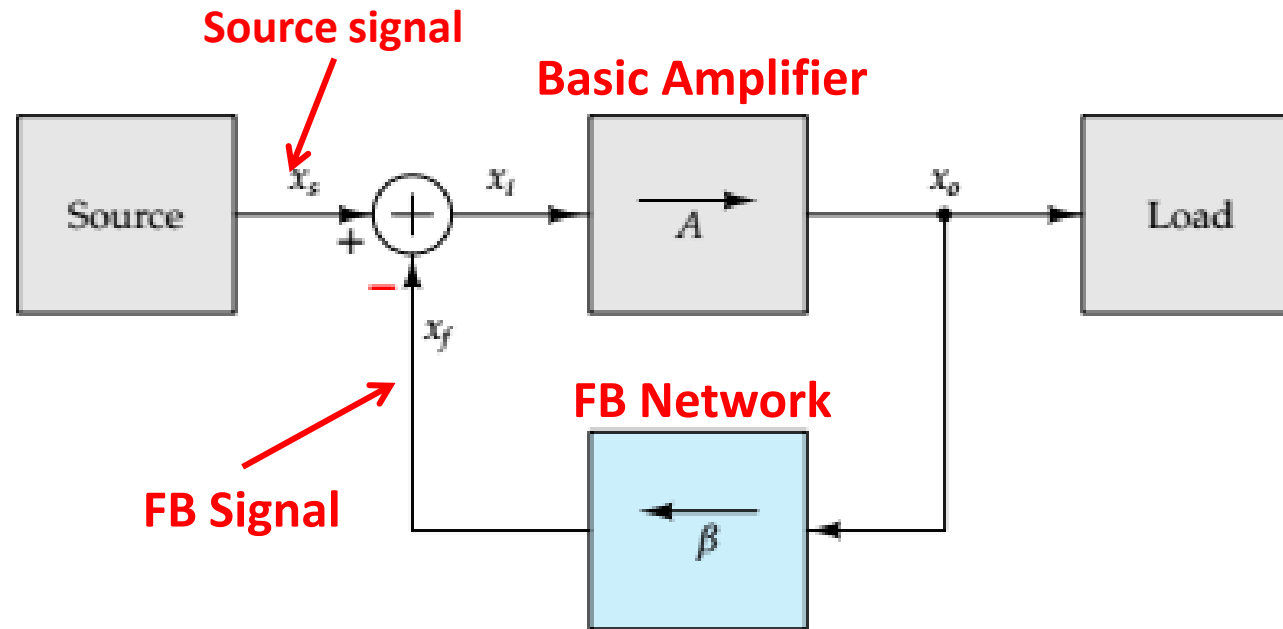 Source signal
Basic Amplifier
Source
x_s
+
+
−
x_i
A
x_o
Load
x_f
FB Network
FB Signal
β